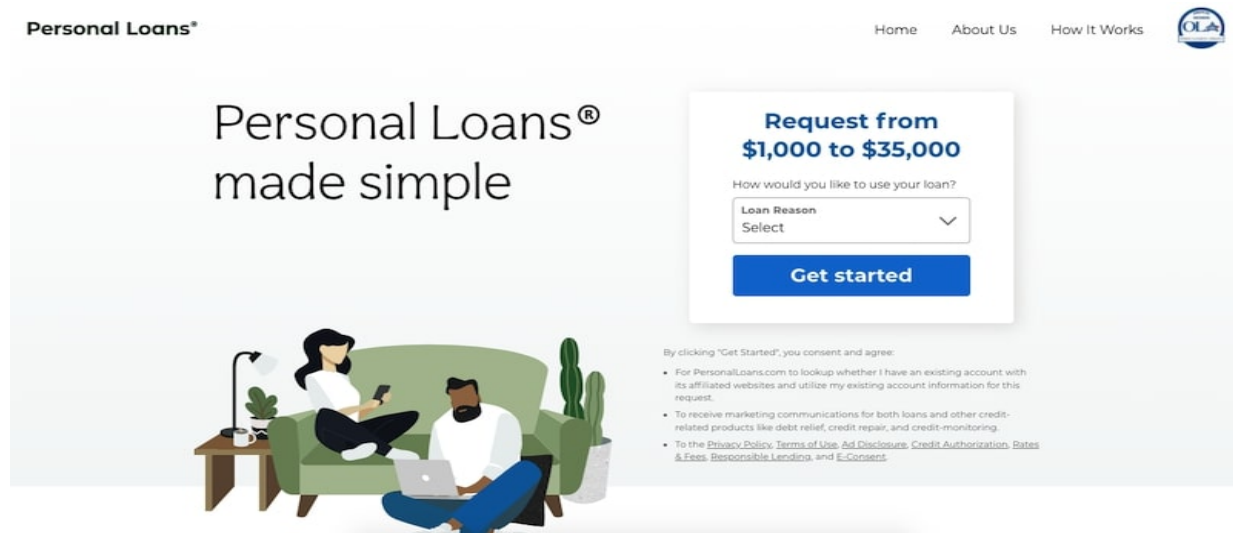 Personal Loans®
Home About Us How It Works
OLA
Personal Loans®
made simple
Request from
$1,000 to $35,000
How would you like to use your loan?
Loan Reason
Select
Get started
By clicking "Get Started", you consent and agree:
• For PersonalLoans.com to lookup whether I have an existing account with
its affiliated websites and utilize my existing account information for this
request.
• To receive marketing communications for both loans and other credit-
related products like debt relief, credit repair, and credit-monitoring.
• To the Privacy Policy, Terms of Use, Ad Disclosure, Credit Authorization, Rates
& Fees, Responsible Lending, and E-Consent.